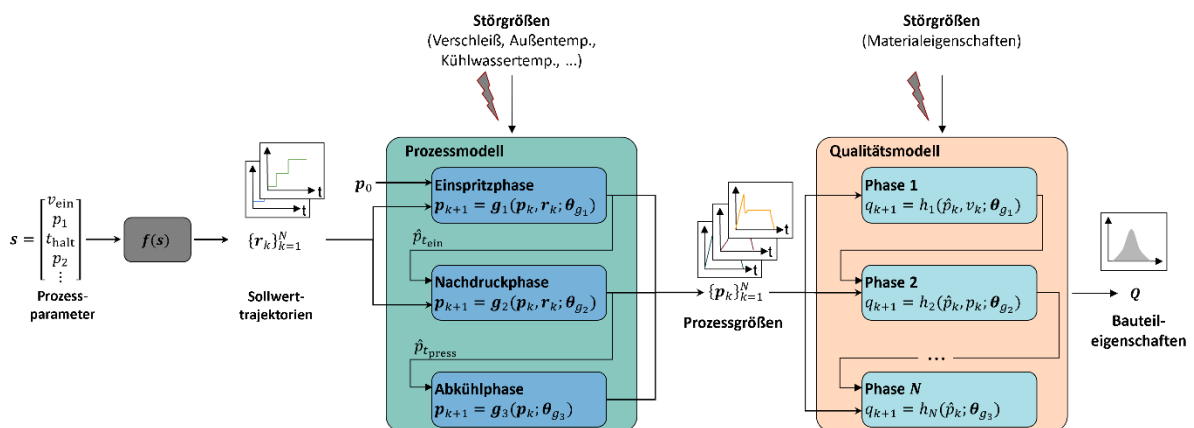 Störgrößen
(Verschleiß, Außentemp.,
Kühlwassertemp., ...)
Störgrößen
(Materialeigenschaften)
s = [v_ein
p_1
t_halt
p_2
⋮]
Prozess-
parameter
f(s)
t
{r_k}_{k=1}^N
Sollwert-
trajektorien
Prozessmodell
p_0
Einspritzphase
p_{k+1} = g_1(p_k, r_k; θ_{g_1})
p̂_{t_ein}
Nachdruckphase
p_{k+1} = g_2(p_k, r_k; θ_{g_2})
p̂_{t_press}
Abkühlphase
p_{k+1} = g_3(p_k; θ_{g_3})
t
t
t
{p_k}_{k=1}^N
Prozessgrößen
Qualitätsmodell
Phase 1
q_{k+1} = h_1(p̂_k, v_k; θ_{g_1})
Phase 2
q_{k+1} = h_2(p̂_k, p_k; θ_{g_2})
...
Phase N
q_{k+1} = h_N(p̂_k; θ_{g_3})
Q
Bauteil-
eigenschaften